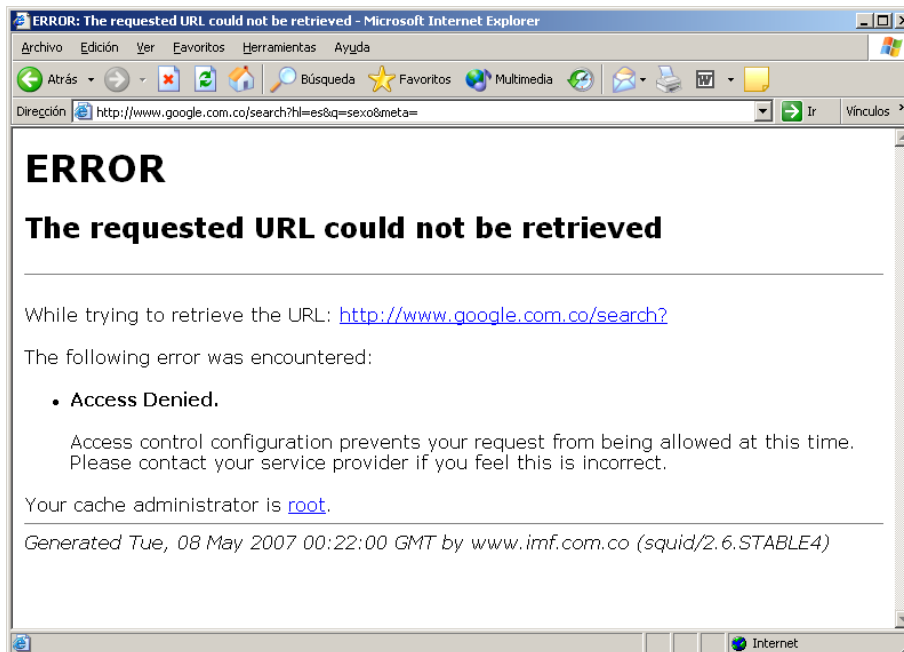 ERROR: The requested URL could not be retrieved - Microsoft Internet Explorer
Archivo Edición Ver Favoritos Herramientas Ayuda
Atrás Búsqueda Favoritos Multimedia
Dirección http://www.google.com.co/search?hl=es&q=sexo&meta= Ir Vínculos
ERROR
The requested URL could not be retrieved
While trying to retrieve the URL: http://www.google.com.co/search?
The following error was encountered:
• Access Denied.
Access control configuration prevents your request from being allowed at this time.
Please contact your service provider if you feel this is incorrect.
Your cache administrator is root.
Generated Tue, 08 May 2007 00:22:00 GMT by www.imf.com.co (squid/2.6.STABLE4)
Internet